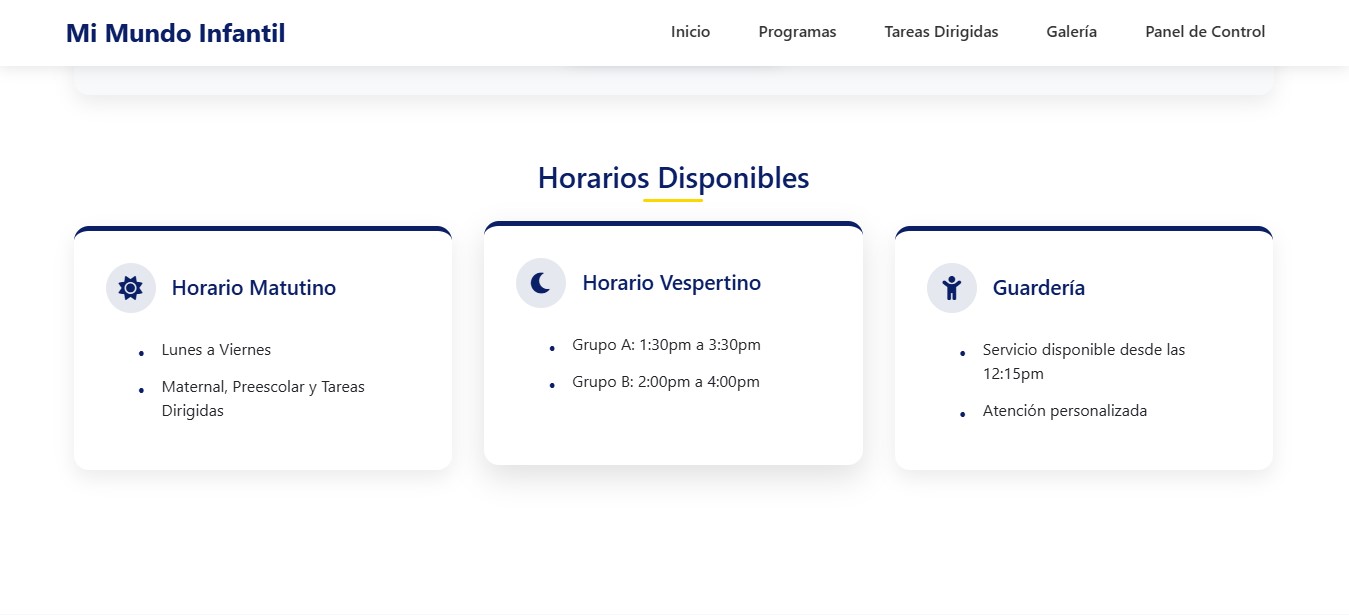 Mi Mundo Infantil
Inicio
Programas
Tareas Dirigidas
Galería
Panel de Control
Horarios Disponibles
Horario Matutino
• Lunes a Viernes
• Maternal, Preescolar y Tareas
Dirigidas
Horario Vespertino
• Grupo A: 1:30pm a 3:30pm
• Grupo B: 2:00pm a 4:00pm
Guardería
• Servicio disponible desde las
12:15pm
• Atención personalizada